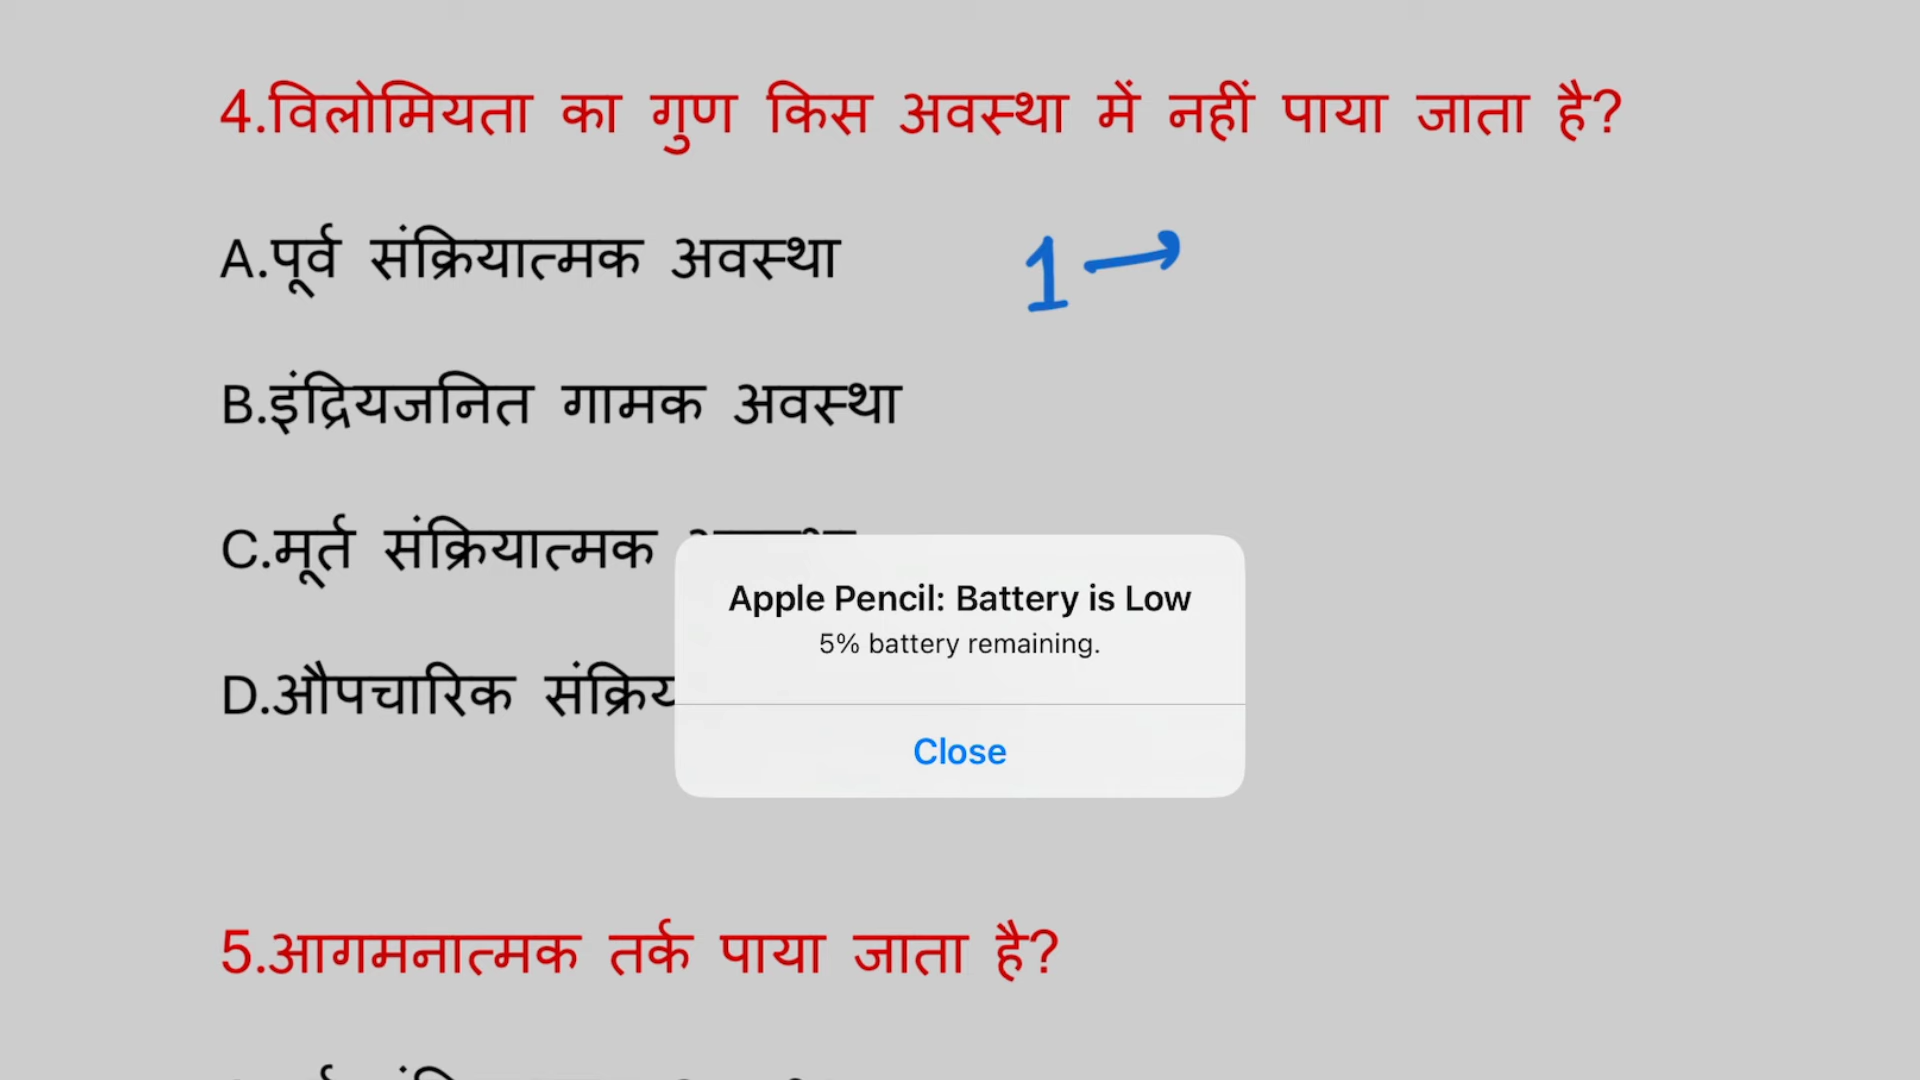 4.विलोमियता का गुण किस अवस्था में नहीं पाया जाता है?
A.पूर्व संक्रियात्मक अवस्था
1→
B.इंद्रियजनित गामक अवस्था
C.मूर्त संक्रियात्मक
Apple Pencil: Battery is Low
5% battery remaining.
D.औपचारिक
Close
5.आगमनात्मक तर्क पाया जाता है?